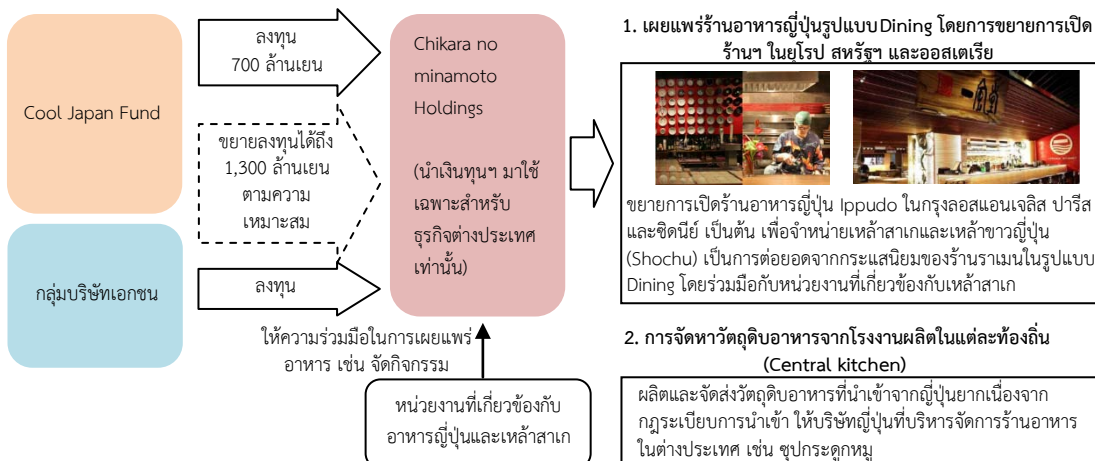 Cool Japan Fund
ลงทุน
700 ล้านเยน
ขยายลงทุนได้ถึง
1,300 ล้านเยน
ตามความ
เหมาะสม
กลุ่มบริษัทเอกชน
ลงทุน
Chikara no
minamoto
Holdings
(นำเงินทุนฯ มาใช้
เฉพาะสำหรับ
ธุรกิจต่างประเทศ
เท่านั้น)
ให้ความร่วมมือในการเผยแพร่
อาหาร เช่น จัดกิจกรรม
หน่วยงานที่เกี่ยวข้องกับ
อาหารญี่ปุ่นและเหล้าสาเก
1. เผยแพร่ร้านอาหารญี่ปุ่นรูปแบบDining โดยการขยายการเปิด
ร้านฯ ในยุโรป สหรัฐฯ และออสเตเรีย
ขยายการเปิดร้านอาหารญี่ปุ่น Ippudo ในกรุงลอสแอนเจลิส ปารีส
และซิดนีย์ เป็นต้น เพื่อจำหน่ายเหล้าสาเกและเหล้าขาวญี่ปุ่น
(Shochu) เป็นการต่อยอดจากกระแสนิยมของร้านราเมนในรูปแบบ
Dining โดยร่วมมือกับหน่วยงานที่เกี่ยวข้องกับเหล้าสาเก
2. การจัดหาวัตถุดิบอาหารจากโรงงานผลิตในแต่ละท้องถิ่น
(Central kitchen)
ผลิตและจัดส่งวัตถุดิบอาหารที่นำเข้าจากญี่ปุ่นยากเนื่องจาก
กฎระเบียบการนำเข้า ให้บริษัทญี่ปุ่นที่บริหารจัดการร้านอาหาร
ในต่างประเทศ เช่น ซุปกระดูกหมู